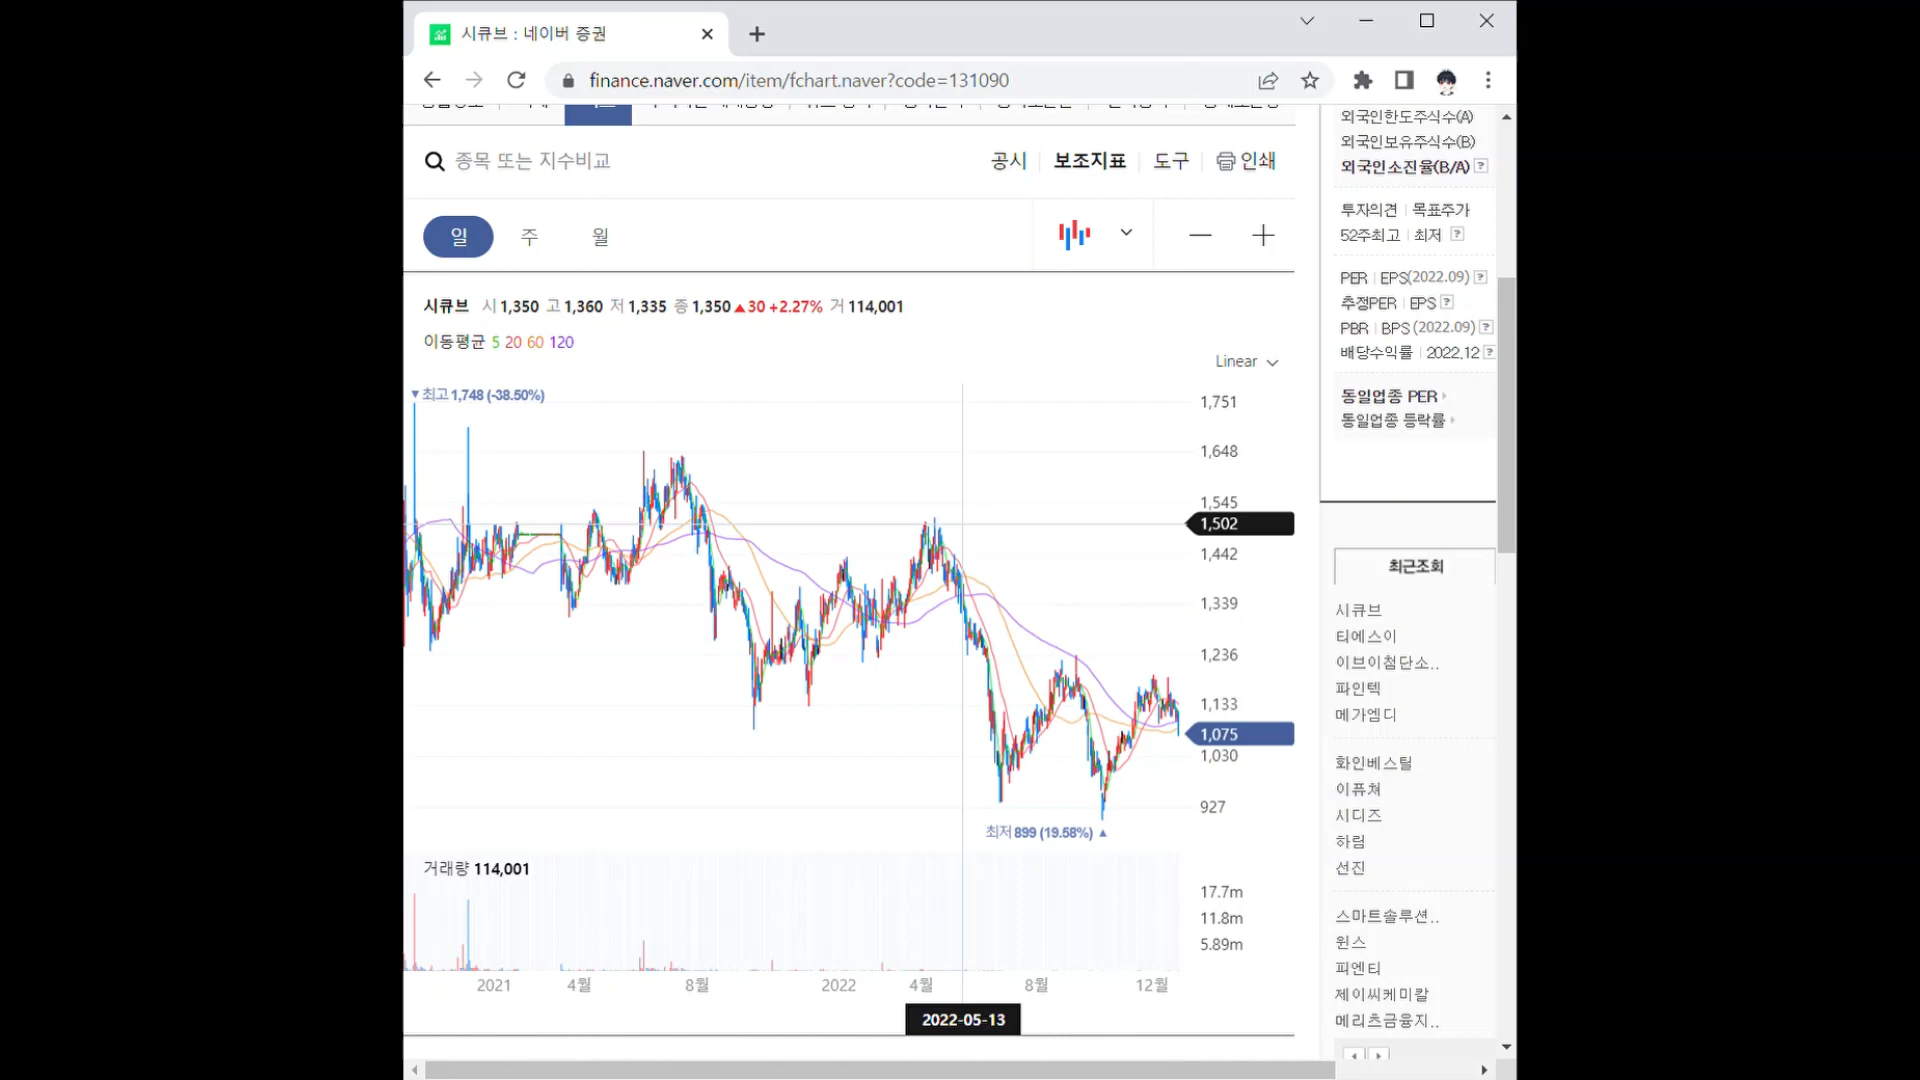 시큐브 : 네이버 증권
finance.naver.com/item/fchart.naver?code=131090
종목 또는 지수비교
공시 보조지표 도구 인쇄
일 주 월
시큐브 시 1,350 고 1,360 저 1,335 종 1,350 ▲30 +2.27% 거 114,001
이동평균 5 20 60 120
Linear
▼최고 1,748 (-38.50%)
1,751
1,648
1,545
1,502
1,442
1,339
1,236
1,133
1,075
1,030
927
최저 899 (19.58%) ▲
거래량 114,001
17.7m
11.8m
5.89m
2021 4월 8월 2022 4월 8월 12월
2022-05-13
외국인한도주식수(A)
외국인보유주식수(B)
외국인소진율(B/A) ?
투자의견 | 목표주가
52주최고 | 최저 ?
PER | EPS(2022.09) ?
추정PER | EPS ?
PBR | BPS (2022.09) ?
배당수익률 | 2022.12 ?
동일업종 PER
동일업종 등락률
최근조회
시큐브
티에스이
이브이첨단소..
파인텍
메가엠디
화인베스틸
이퓨쳐
시디즈
하림
선진
스마트솔루션..
윈스
피엔티
제이씨케미칼
메리츠금융지..